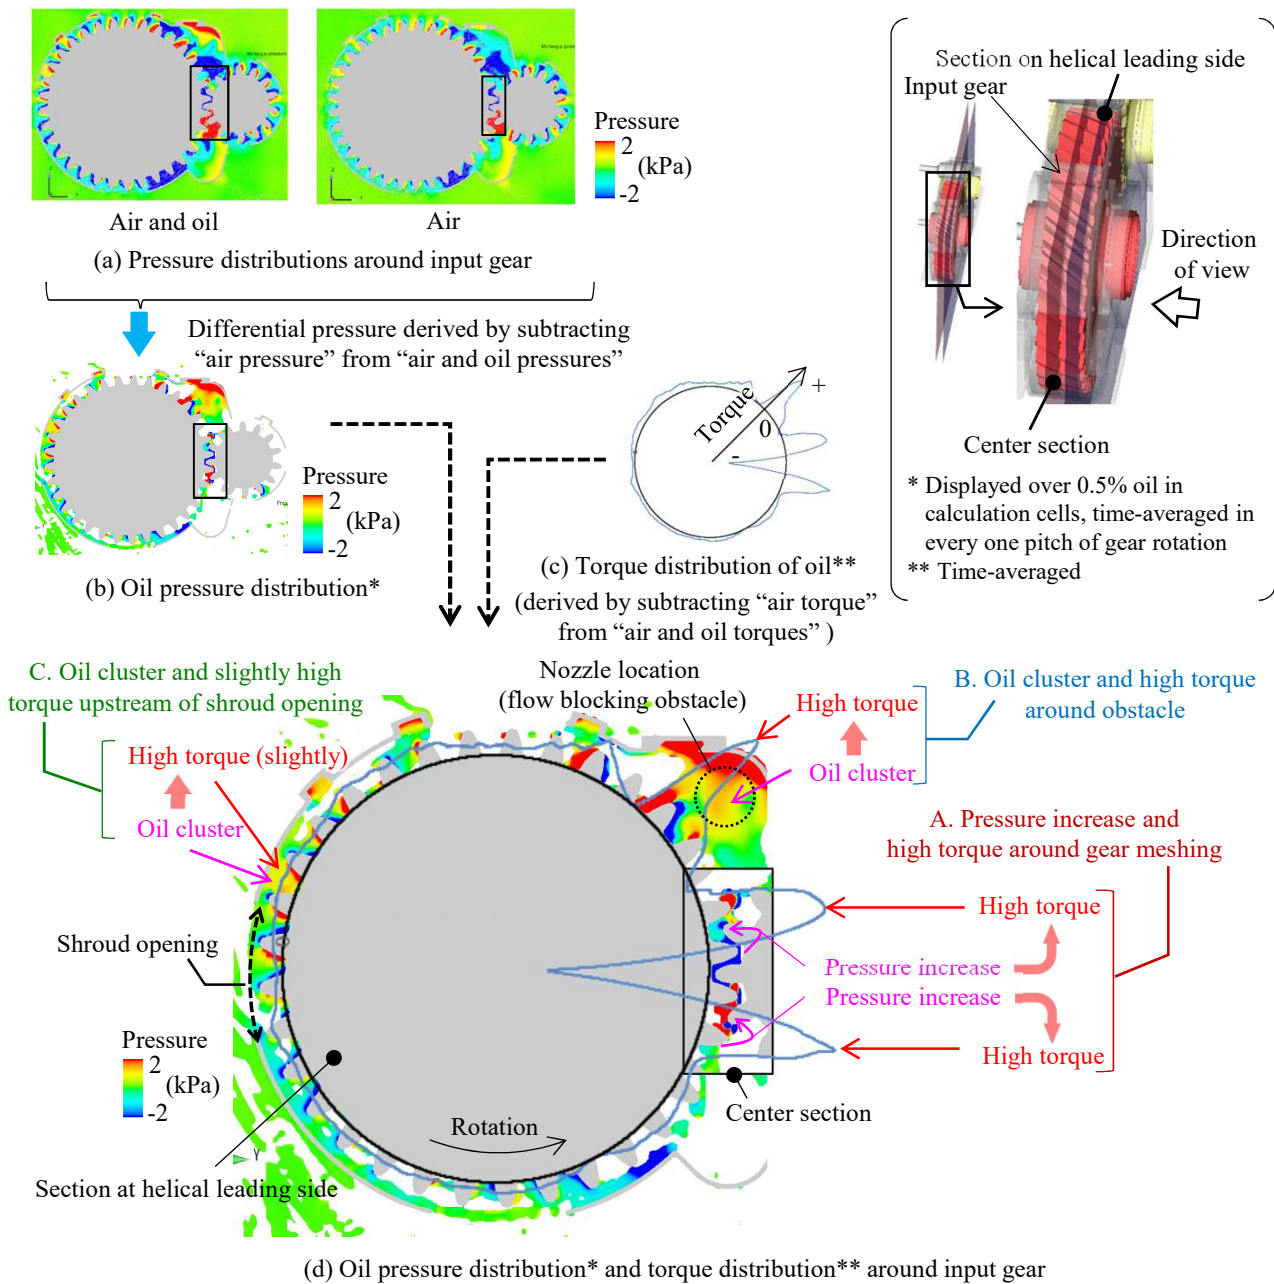 Air and oil
Air
(a) Pressure distributions around input gear
Pressure
2
(kPa)
-2
Section on helical leading side
Input gear
Direction
of view
Center section
* Displayed over 0.5% oil in
calculation cells, time-averaged in
every one pitch of gear rotation
** Time-averaged
Differential pressure derived by subtracting
“air pressure” from “air and oil pressures”
Pressure
2
(kPa)
-2
(b) Oil pressure distribution*
Torque
+
0
-
(c) Torque distribution of oil**
(derived by subtracting “air torque”
from “air and oil torques” )
C. Oil cluster and slightly high
torque upstream of shroud opening
High torque (slightly)
Oil cluster
Nozzle location
(flow blocking obstacle)
High torque
Oil cluster
B. Oil cluster and high torque
around obstacle
A. Pressure increase and
high torque around gear meshing
High torque
Pressure increase
Pressure increase
High torque
Shroud opening
Pressure
2
(kPa)
-2
Center section
Rotation
Y
Section at helical leading side
(d) Oil pressure distribution* and torque distribution** around input gear